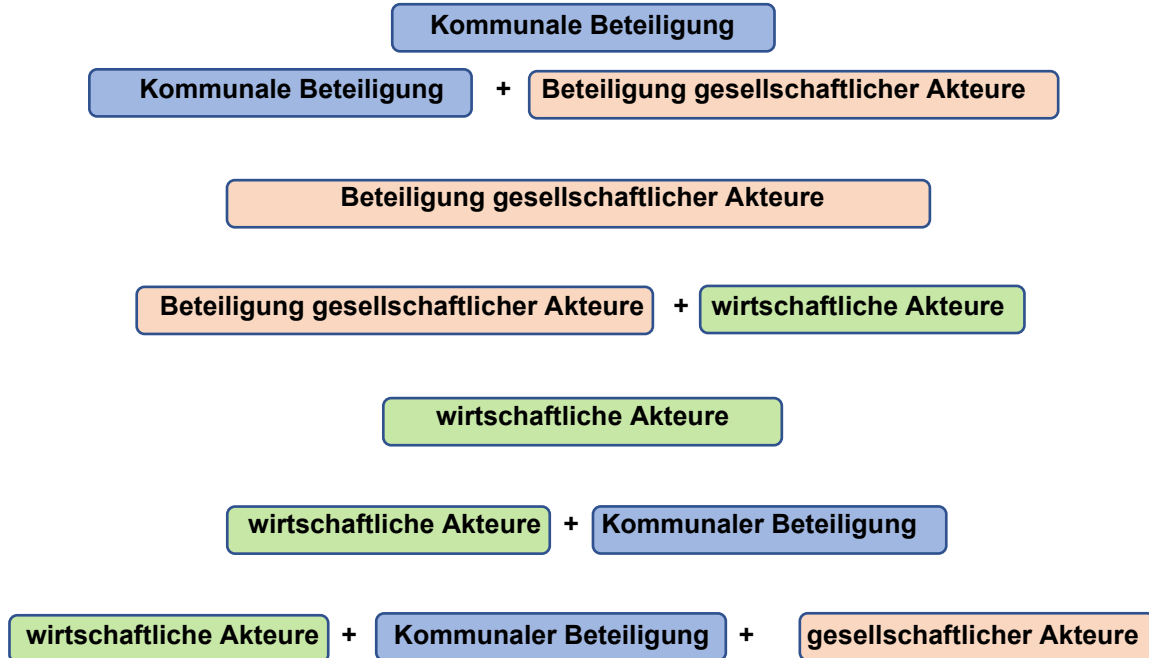 Kommunale Beteiligung
Kommunale Beteiligung + Beteiligung gesellschaftlicher Akteure
Beteiligung gesellschaftlicher Akteure
Beteiligung gesellschaftlicher Akteure + wirtschaftliche Akteure
wirtschaftliche Akteure
wirtschaftliche Akteure + Kommunaler Beteiligung
wirtschaftliche Akteure + Kommunaler Beteiligung + gesellschaftlicher Akteure